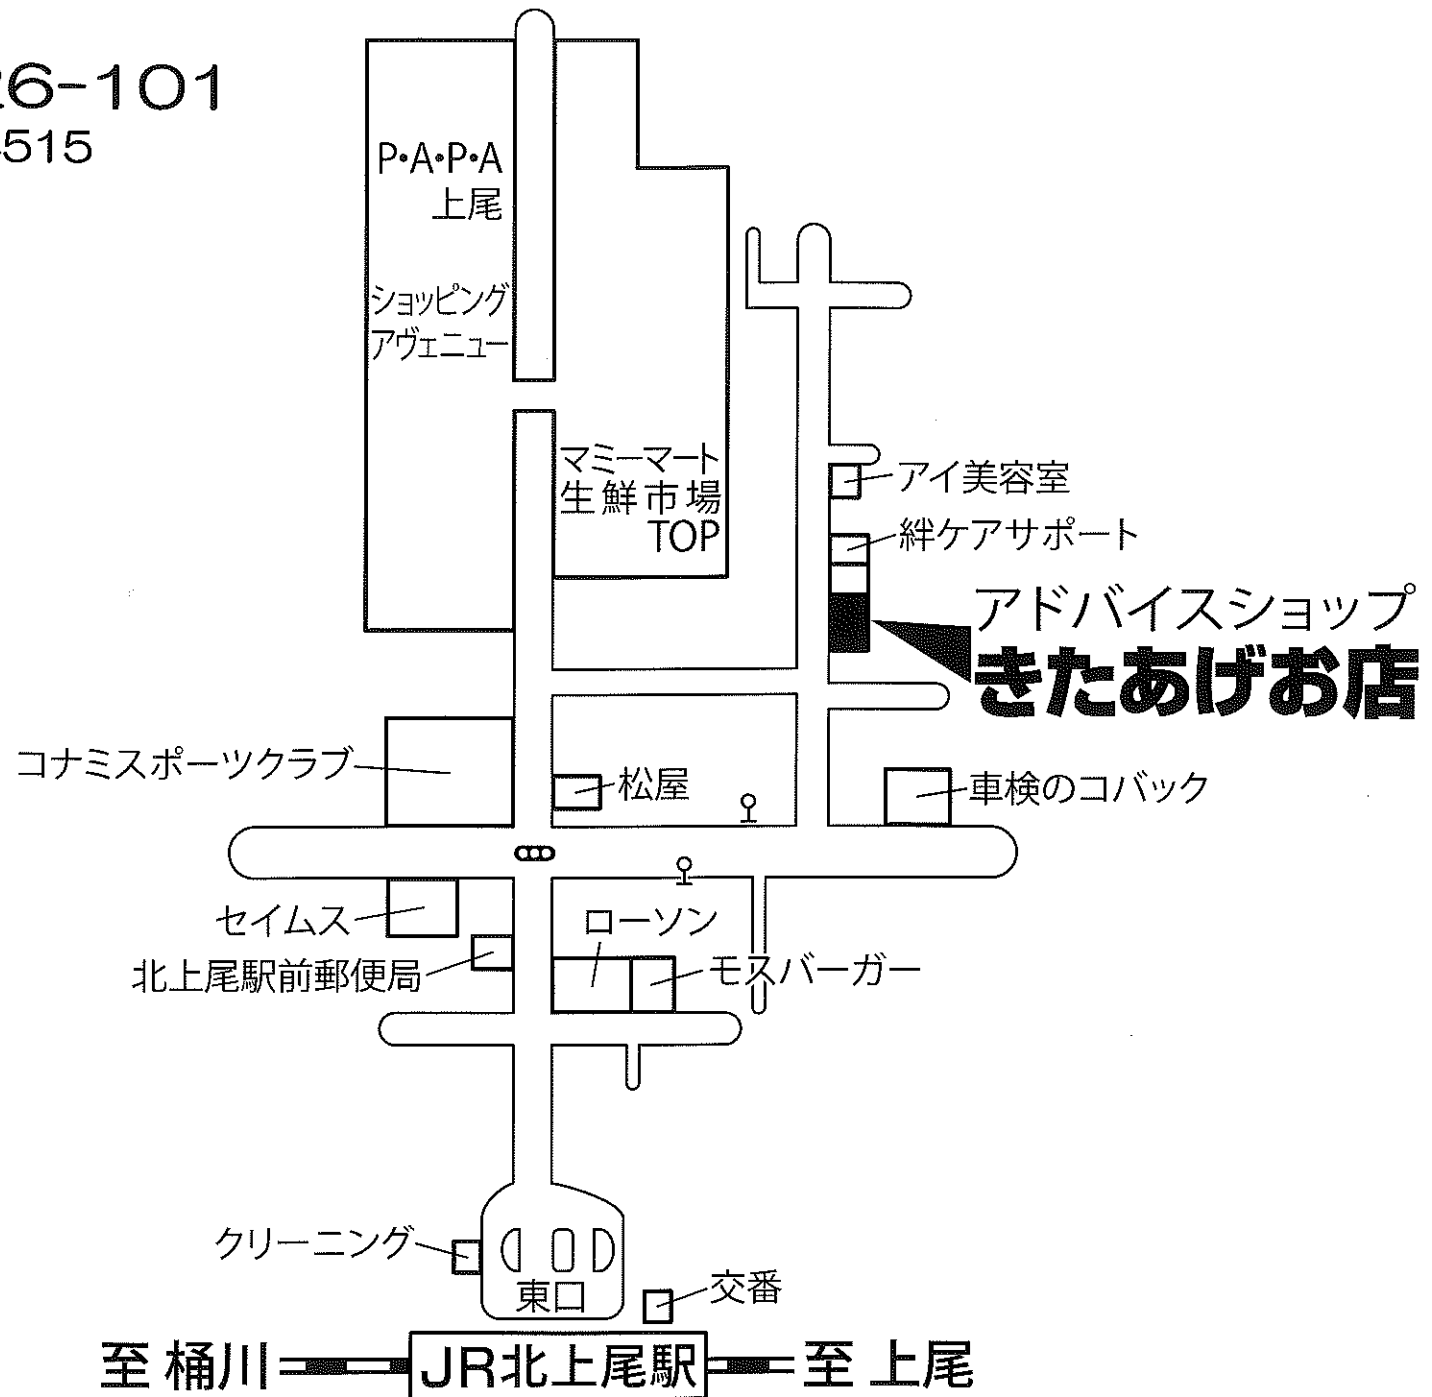 6-101
515
P・A・P・A
上尾
ショッピング
アヴェニュー
マミーマート
生鮮市場
TOP
アイ美容室
絆ケアサポート
アドバイスショップ
きたあげお店
コナミスポーツクラブ
松屋
車検のコバック
セイムス
ローソン
北上尾駅前郵便局
モスバーガー
クリーニング
東口
交番
至 桶川
JR北上尾駅
至 上尾